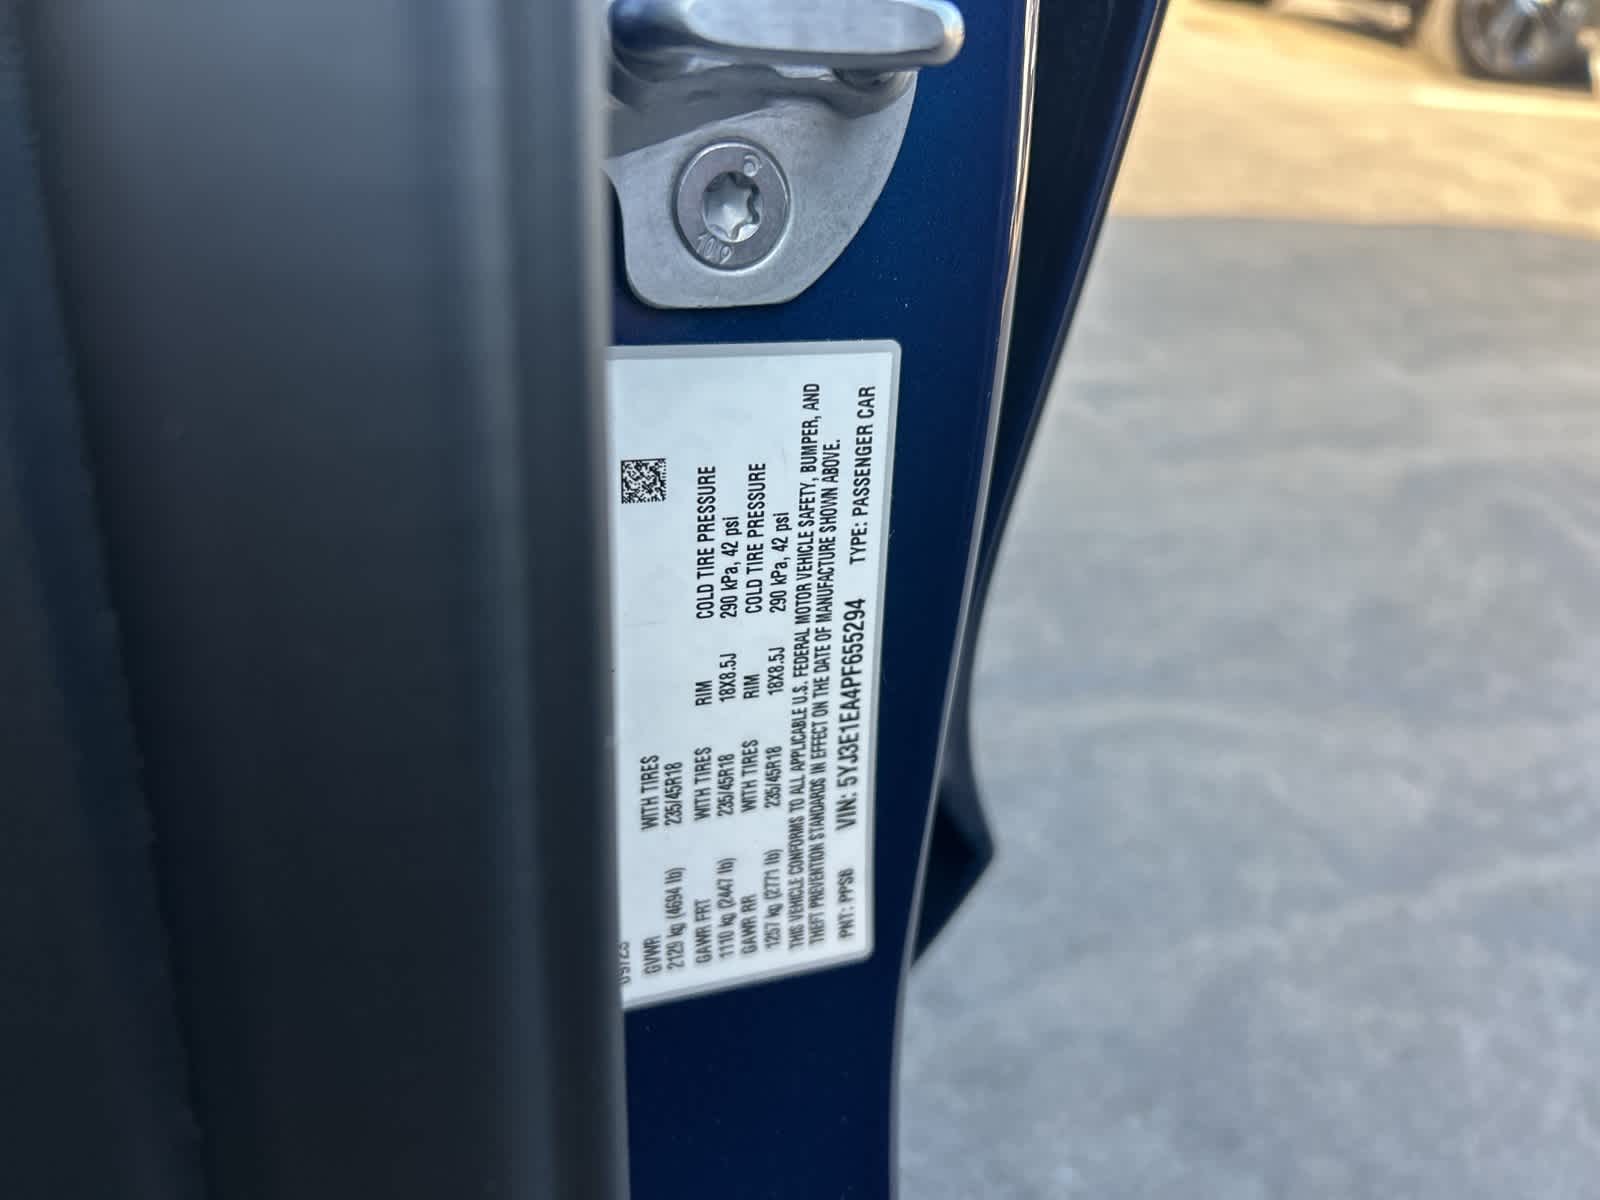 1019
09/23
GVWR WITH TIRES
2129 kg (4694 lb) 235/45R18
GAWR FRT WITH TIRES RIM COLD TIRE PRESSURE
1110 kg (2447 lb) 235/45R18 18X8.5J 290 kPa, 42 psi
GAWR RR WITH TIRES RIM COLD TIRE PRESSURE
1257 kg (2771 lb) 235/45R18 18X8.5J 290 kPa, 42 psi
THIS VEHICLE CONFORMS TO ALL APPLICABLE U.S. FEDERAL MOTOR VEHICLE SAFETY, BUMPER, AND
THEFT PREVENTION STANDARDS IN EFFECT ON THE DATE OF MANUFACTURE SHOWN ABOVE.
PNT: PPSB VIN: 5YJ3E1EA4PF655294 TYPE: PASSENGER CAR